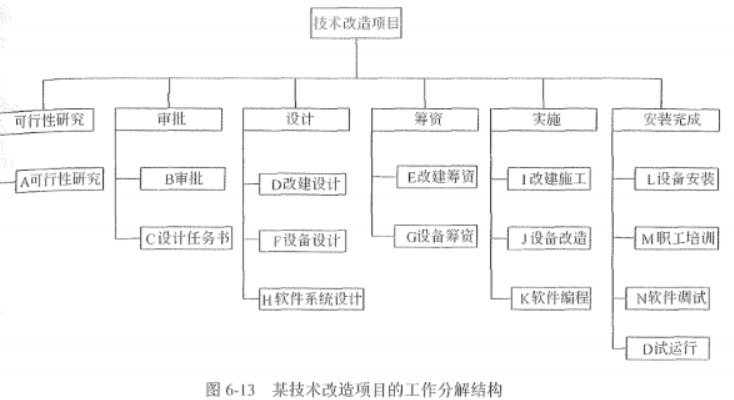 技术改造项目
可行性研究
审批
设计
筹资
实施
安装完成
A可行性研究
B审批
C设计任务书
D改建设计
F设备设计
H软件系统设计
E改建筹资
G设备筹资
I改建施工
J设备改造
K软件编程
L设备安装
M职工培训
N软件调试
D试运行
图 6-13 某技术改造项目的工作分解结构